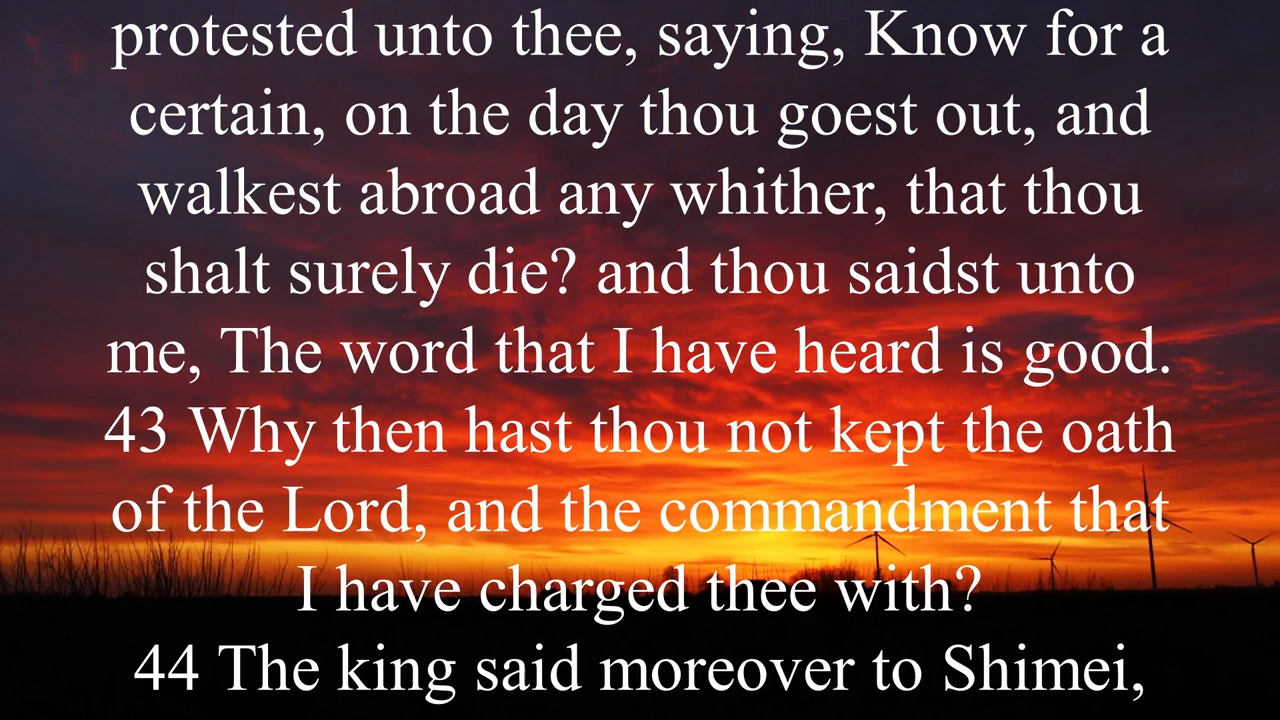 protested unto thee, saying, Know for a
certain, on the day thou goest out, and
walkest abroad any whither, that thou
shalt surely die? and thou saidst unto
me, The word that I have heard is good.
43 Why then hast thou not kept the oath
of the Lord, and the commandment that
I have charged thee with?
44 The king said moreover to Shimei,